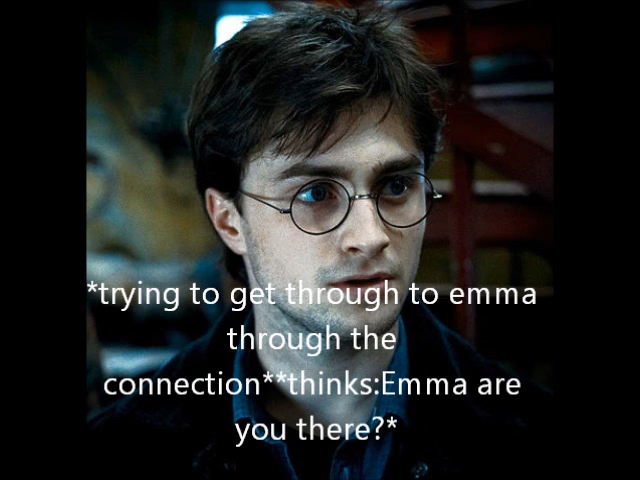 *trying to get through to emma
through the
connection**thinks:Emma are
you there?*